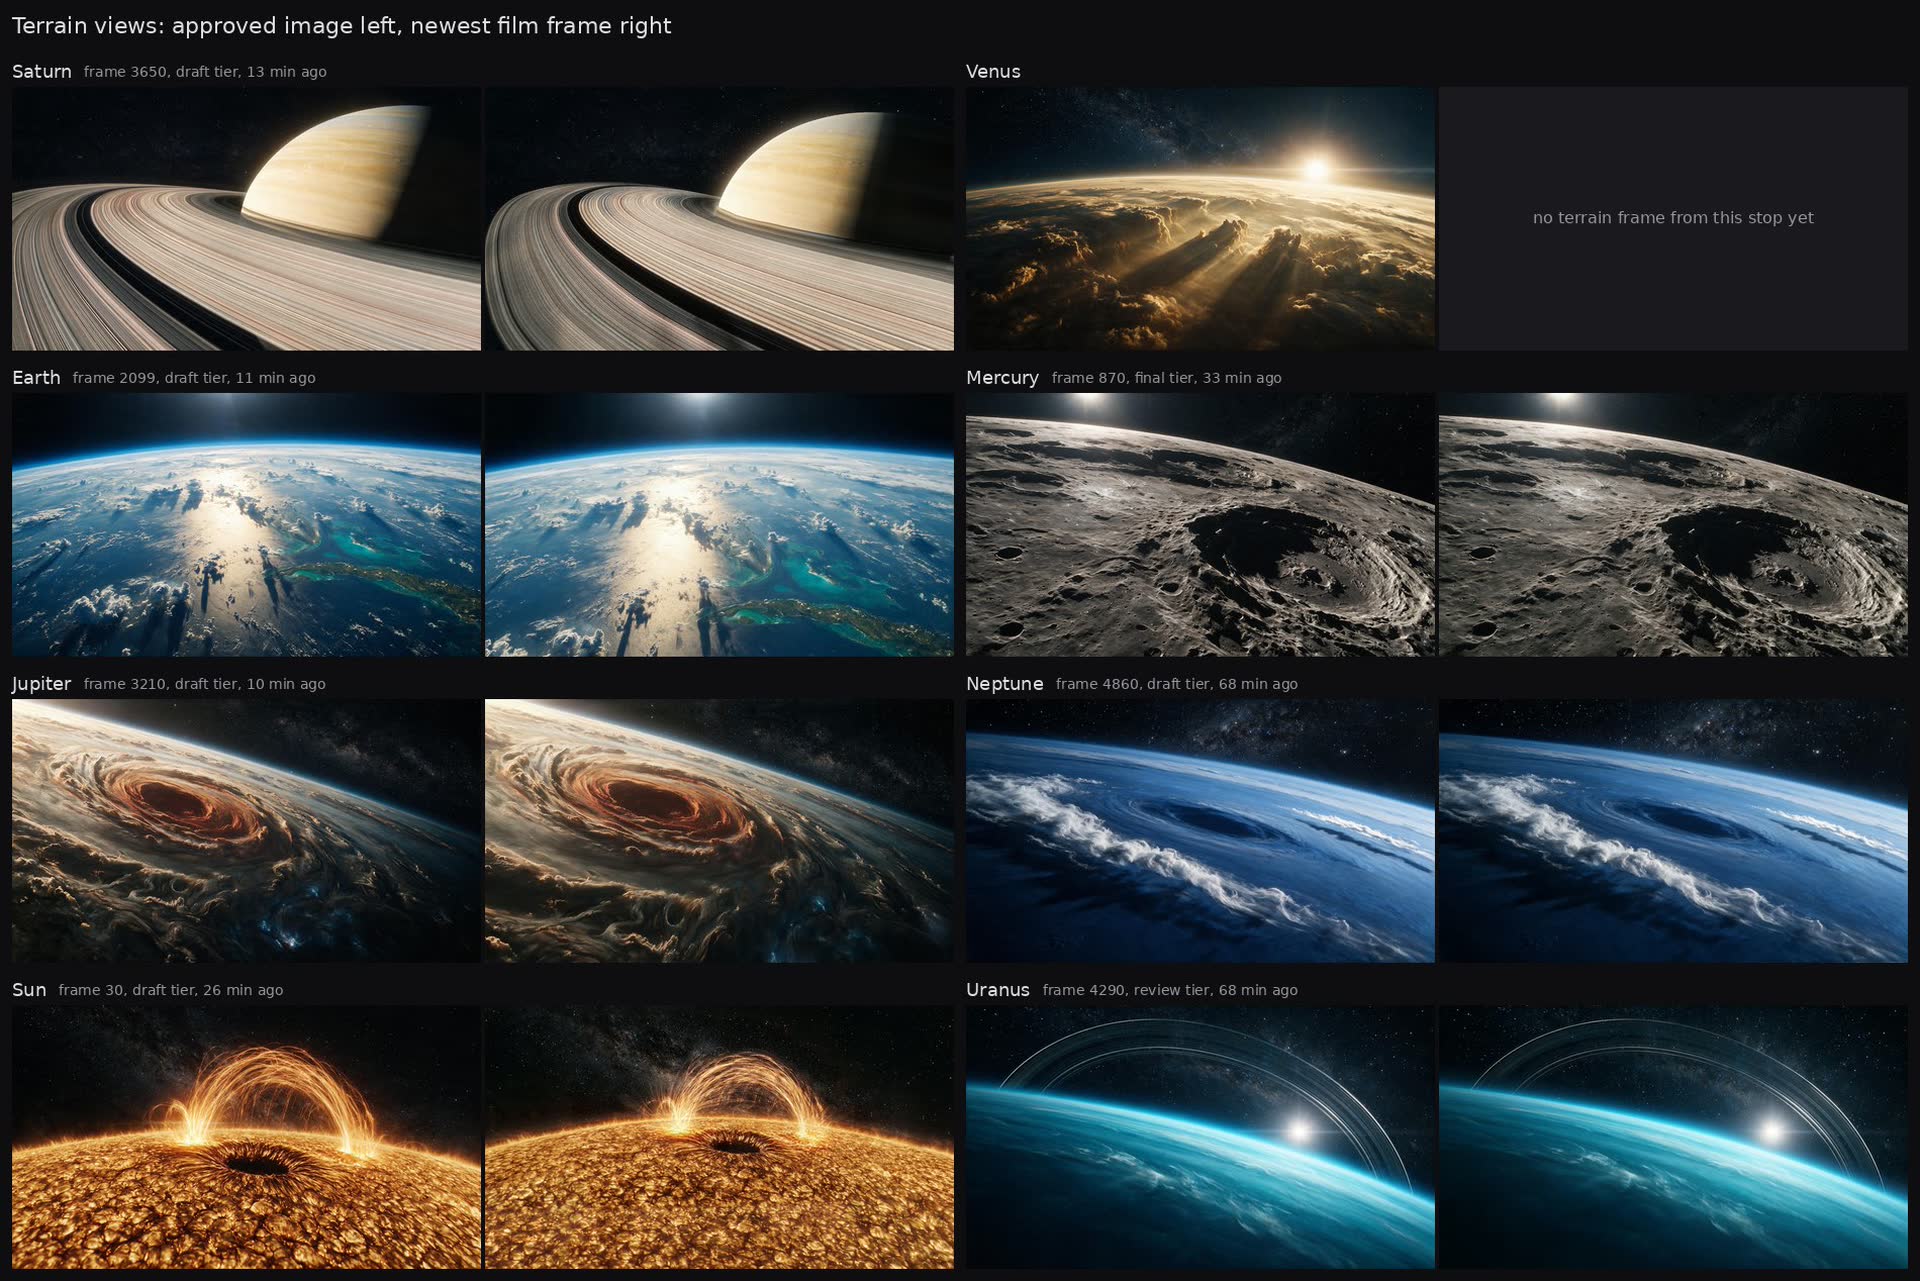 Terrain views: approved image left, newest film frame right
Saturn frame 3650, draft tier, 13 min ago
Venus
no terrain frame from this stop yet
Earth frame 2099, draft tier, 11 min ago
Mercury frame 870, final tier, 33 min ago
Jupiter frame 3210, draft tier, 10 min ago
Neptune frame 4860, draft tier, 68 min ago
Sun frame 30, draft tier, 26 min ago
Uranus frame 4290, review tier, 68 min ago